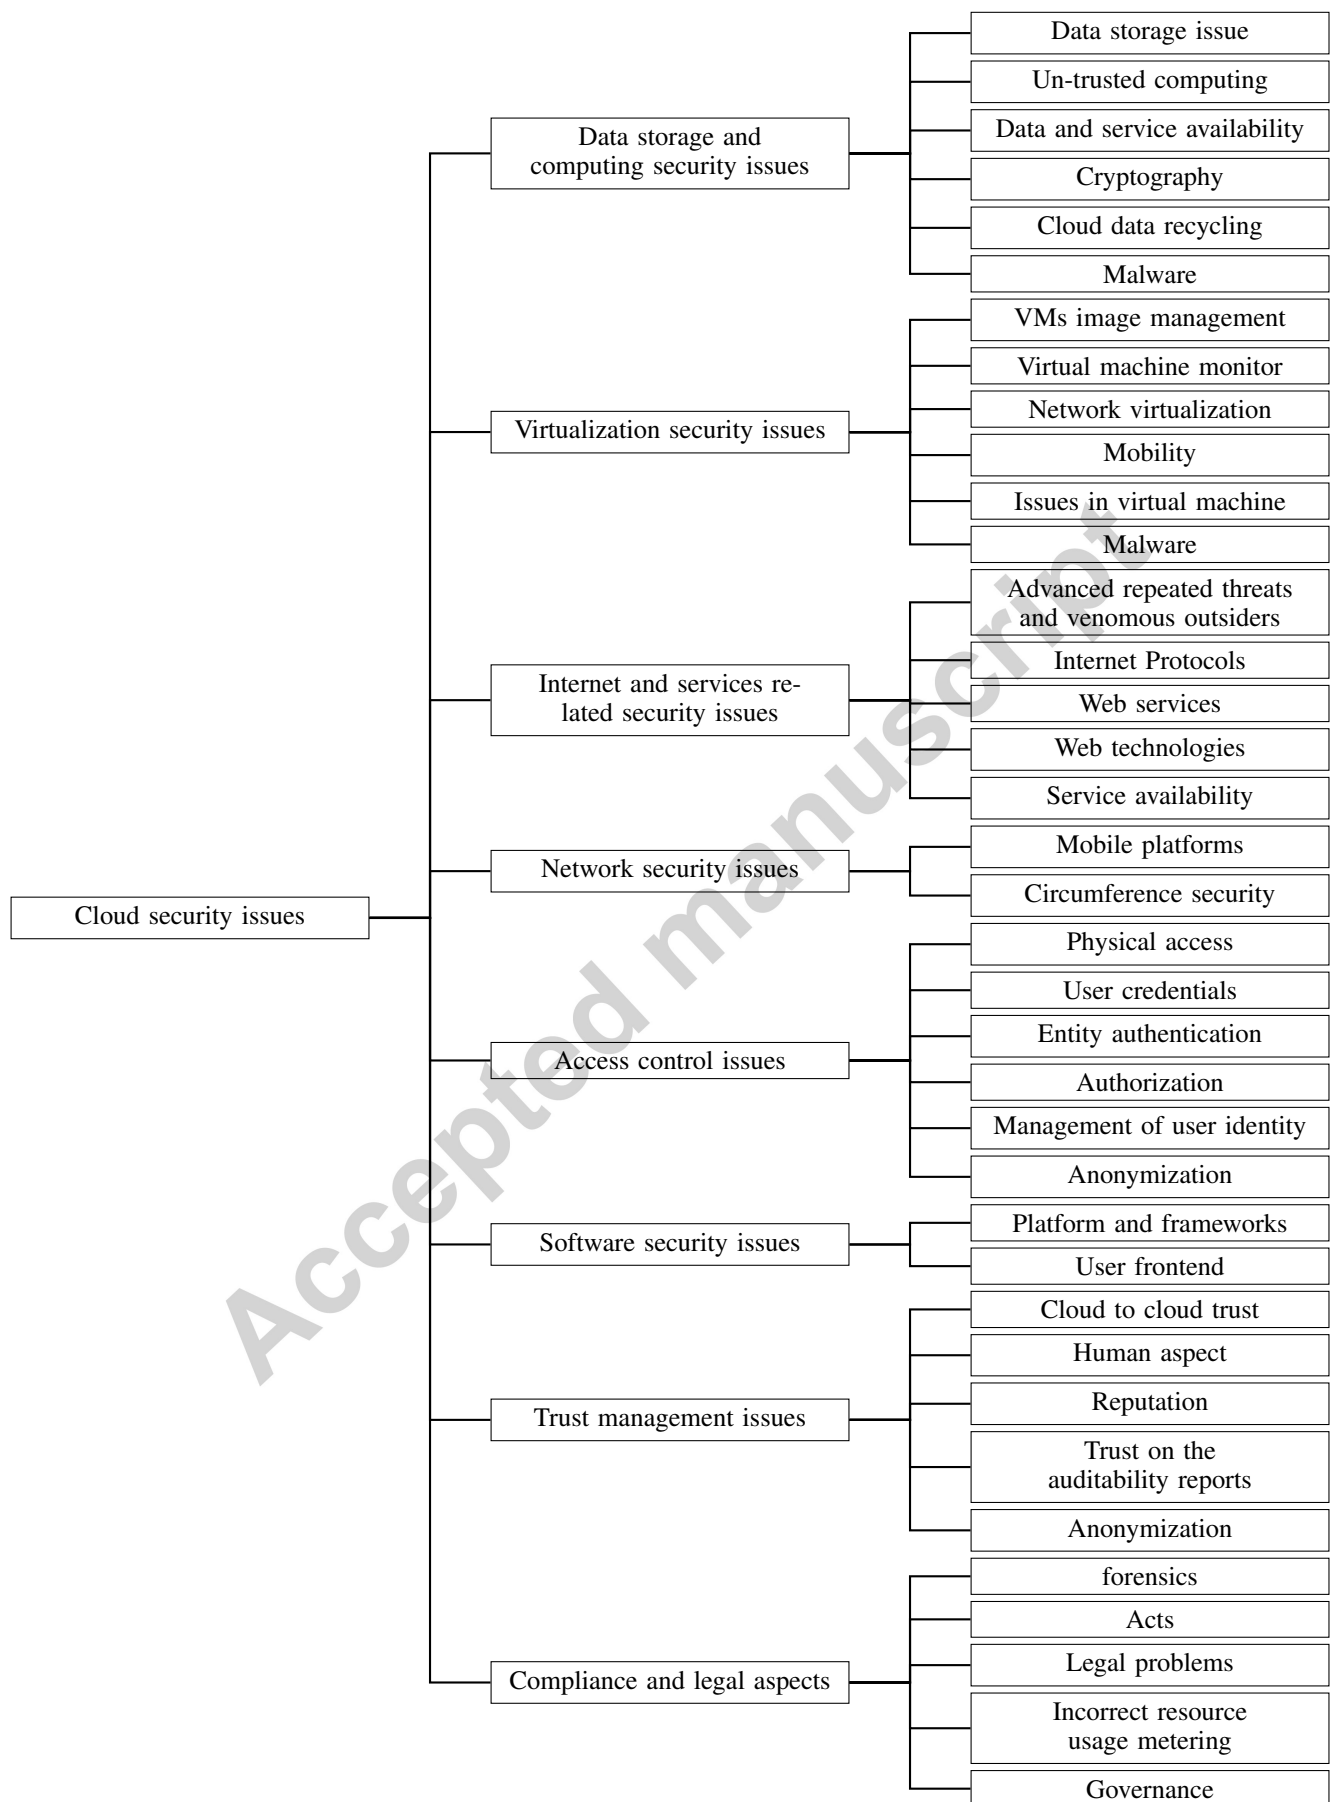 Cloud security issues
Data storage and
computing security issues
Data storage issue
Un-trusted computing
Data and service availability
Cryptography
Cloud data recycling
Malware
Virtualization security issues
VMs image management
Virtual machine monitor
Network virtualization
Mobility
Issues in virtual machine
Malware
Internet and services re-
lated security issues
Advanced repeated threats
and venomous outsiders
Internet Protocols
Web services
Web technologies
Service availability
Network security issues
Mobile platforms
Circumference security
Access control issues
Physical access
User credentials
Entity authentication
Authorization
Management of user identity
Anonymization
Software security issues
Platform and frameworks
User frontend
Trust management issues
Cloud to cloud trust
Human aspect
Reputation
Trust on the
auditability reports
Anonymization
Compliance and legal aspects
forensics
Acts
Legal problems
Incorrect resource
usage metering
Governance
Accepted manuscript